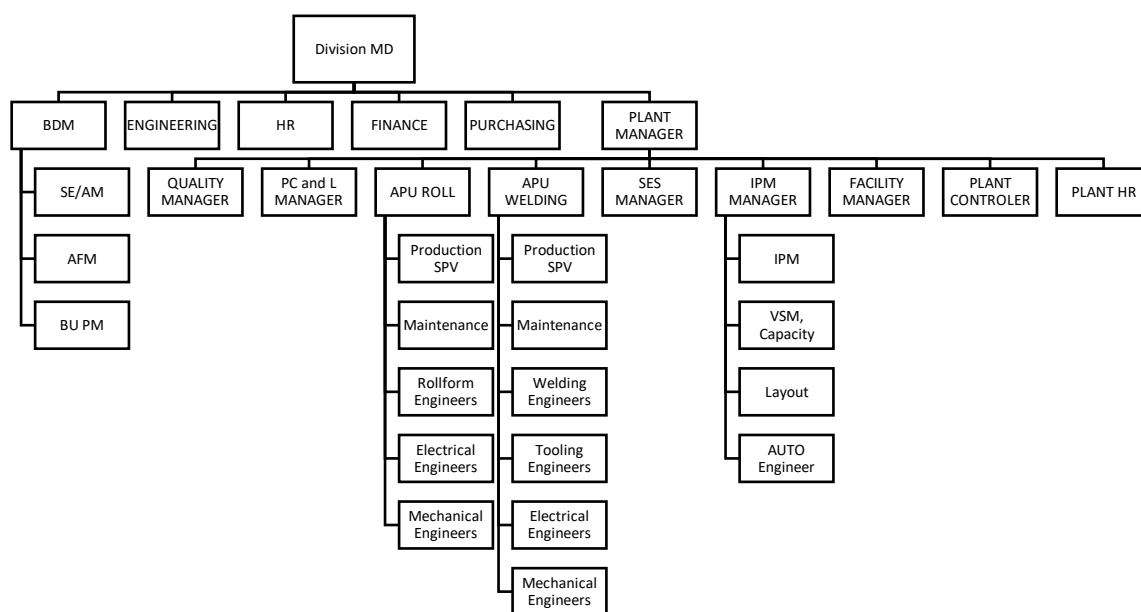 Division MD
BDM
ENGINEERING
HR
FINANCE
PURCHASING
PLANT
MANAGER
SE/AM
AFM
BU PM
QUALITY
MANAGER
PC and L
MANAGER
APU ROLL
Production
SPV
Maintenance
Rollform
Engineers
Electrical
Engineers
Mechanical
Engineers
APU
WELDING
Production
SPV
Maintenance
Welding
Engineers
Tooling
Engineers
Electrical
Engineers
Mechanical
Engineers
SES
MANAGER
IPM
MANAGER
IPM
VSM,
Capacity
Layout
AUTO
Engineer
FACILITY
MANAGER
PLANT
CONTROLER
PLANT HR